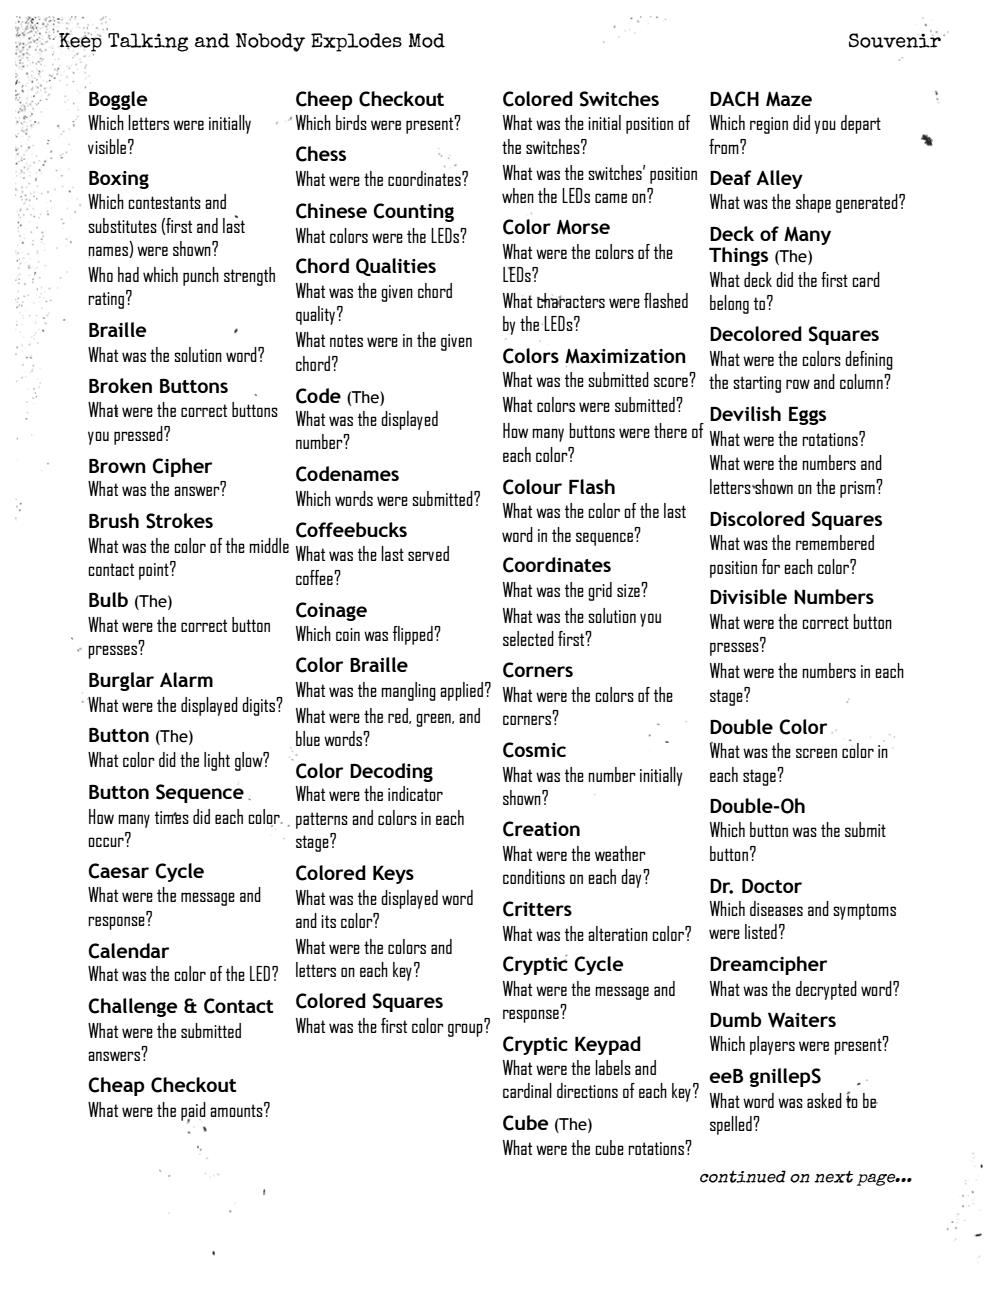 Keep Talking and Nobody Explodes Mod
Souvenir
Boggle
Which letters were initially
visible?
Boxing
Which contestants and
substitutes (first and last
names) were shown?
Who had which punch strength
rating?
Braille
What was the solution word?
Broken Buttons
What were the correct buttons
you pressed?
Brown Cipher
What was the answer?
Brush Strokes
What was the color of the middle
contact point?
Bulb (The)
What were the correct button
presses?
Burglar Alarm
What were the displayed digits?
Button (The)
What color did the light glow?
Button Sequence
How many times did each color
occur?
Caesar Cycle
What were the message and
response?
Calendar
What was the color of the LED?
Challenge & Contact
What were the submitted
answers?
Cheap Checkout
What were the paid amounts?
Cheep Checkout
Which birds were present?
Chess
What were the coordinates?
Chinese Counting
What colors were the LEDs?
Chord Qualities
What was the given chord
quality?
What notes were in the given
chord?
Code (The)
What was the displayed
number?
Codenames
Which words were submitted?
Coffeebucks
What was the last served
coffee?
Coinage
Which coin was flipped?
Color Braille
What was the mangling applied?
What were the red, green, and
blue words?
Color Decoding
What were the indicator
patterns and colors in each
stage?
Colored Keys
What was the displayed word
and its color?
What were the colors and
letters on each key?
Colored Squares
What was the first color group?
Colored Switches
What was the initial position of
the switches?
What was the switches' position
when the LEDs came on?
Color Morse
What were the colors of the
LEDs?
What characters were flashed
by the LEDs?
Colors Maximization
What was the submitted score?
What colors were submitted?
How many buttons were there of
each color?
Colour Flash
What was the color of the last
word in the sequence?
Coordinates
What was the grid size?
What was the solution you
selected first?
Corners
What were the colors of the
corners?
Cosmic
What was the number initially
shown?
Creation
What were the weather
conditions on each day?
Critters
What was the alteration color?
Cryptic Cycle
What were the message and
response?
Cryptic Keypad
What were the labels and
cardinal directions of each key?
Cube (The)
What were the cube rotations?
DACH Maze
Which region did you depart
from?
Deaf Alley
What was the shape generated?
Deck of Many
Things (The)
What deck did the first card
belong to?
Decolored Squares
What were the colors defining
the starting row and column?
Devilish Eggs
What were the rotations?
What were the numbers and
letters shown on the prism?
Discolored Squares
What was the remembered
position for each color?
Divisible Numbers
What were the correct button
presses?
What were the numbers in each
stage?
Double Color
What was the screen color in
each stage?
Double-Oh
Which button was the submit
button?
Dr. Doctor
Which diseases and symptoms
were listed?
Dreamcipher
What was the decrypted word?
Dumb Waiters
Which players were present?
eeB gnillepS
What word was asked to be
spelled?
continued on next page...